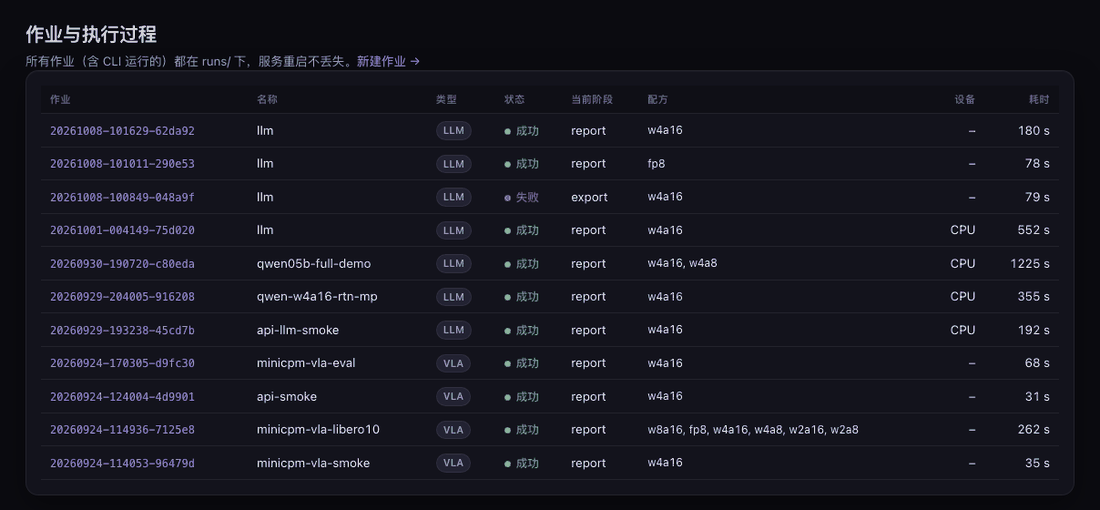 作业与执行过程
所有作业（含 CLI 运行的）都在 runs/ 下，服务重启不丢失。新建作业 →
作业 名称 类型 状态 当前阶段 配方 设备 耗时
20261008-101629-62da92 llm LLM 成功 report w4a16 – 180 s
20261008-101011-290e53 llm LLM 成功 report fp8 – 78 s
20261008-100849-048a9f llm LLM 失败 export w4a16 – 79 s
20261001-004149-75d020 llm LLM 成功 report w4a16 CPU 552 s
20260930-190720-c80eda qwen05b-full-demo LLM 成功 report w4a16, w4a8 CPU 1225 s
20260929-204005-916208 qwen-w4a16-rtn-mp LLM 成功 report w4a16 CPU 355 s
20260929-193238-45cd7b api-llm-smoke LLM 成功 report w4a16 CPU 192 s
20260924-170305-d9fc30 minicpm-vla-eval VLA 成功 report w4a16 – 68 s
20260924-124004-4d9901 api-smoke VLA 成功 report w4a16 – 31 s
20260924-114936-7125e8 minicpm-vla-libero10 VLA 成功 report w8a16, fp8, w4a16, w4a8, w2a16, w2a8 – 262 s
20260924-114053-96479d minicpm-vla-smoke VLA 成功 report w4a16 – 35 s